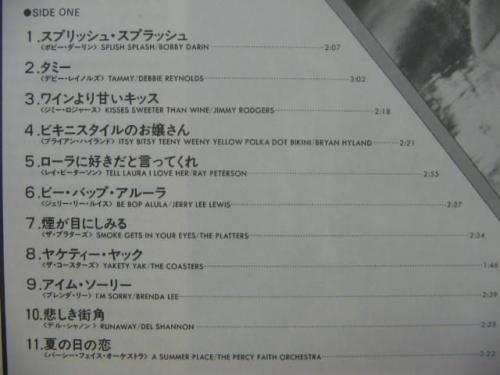 ●SIDE ONE
1.スプリッシュ・スプラッシュ
〈ボビー・ダーリン〉 SPLISH SPLASH/BOBBY DARIN 2:07
2.タミー
〈デビー・レイノルズ〉 TAMMY/DEBBIE REYNOLDS 3:02
3.ワインより甘いキッス
〈ジミー・ロジャース〉 KISSES SWEETER THAN WINE/JIMMY RODGERS 2:18
4.ビキニスタイルのお嬢さん
〈ブライアン・ハイランド〉 ITSY BITSY TEENY WEENY YELLOW POLKA DOT BIKINI/BRYAN HYLAND 2:21
5.ローラに好きだと言ってくれ
〈レイ・ピーターソン〉 TELL LAURA I LOVE HER/RAY PETERSON 2:55
6.ビー・バップ・アルーラ
〈ジェリー・リー・ルイス〉 BE BOP ALULA/JERRY LEE LEWIS 2:27
7.煙が目にしみる
〈ザ・プラターズ〉 SMOKE GETS IN YOUR EYES/THE PLATTERS 2:34
8.ヤケティー・ヤック
〈ザ・コースターズ〉 YAKETY YAK/THE COASTERS 1:46
9.アイム・ソーリー
〈ブレンダ・リー〉 I'M SORRY/BRENDA LEE 2:39
10.悲しき街角
〈デル・シャノン〉 RUNAWAY/DEL SHANNON 2:25
11.夏の日の恋
〈パーシー・フェイス・オーケストラ〉 A SUMMER PLACE/THE PERCY FAITH ORCHESTRA 2:22